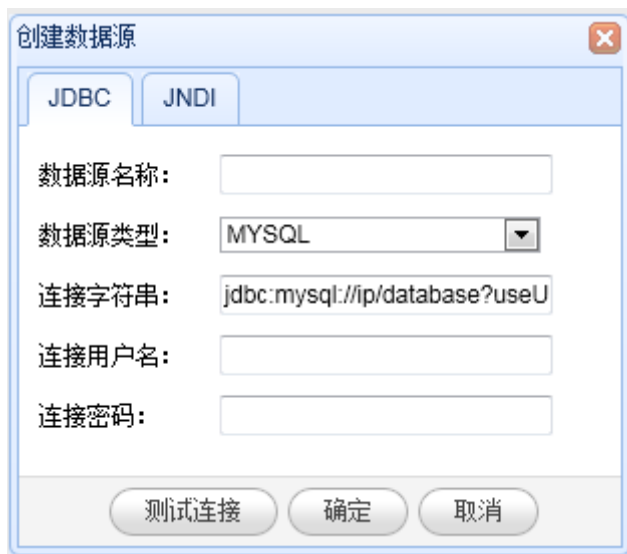 创建数据源
JDBC JNDI
数据源名称：
数据源类型： MYSQL
连接字符串： jdbc:mysql://ip/database?useU
连接用户名：
连接密码：
测试连接 确定 取消